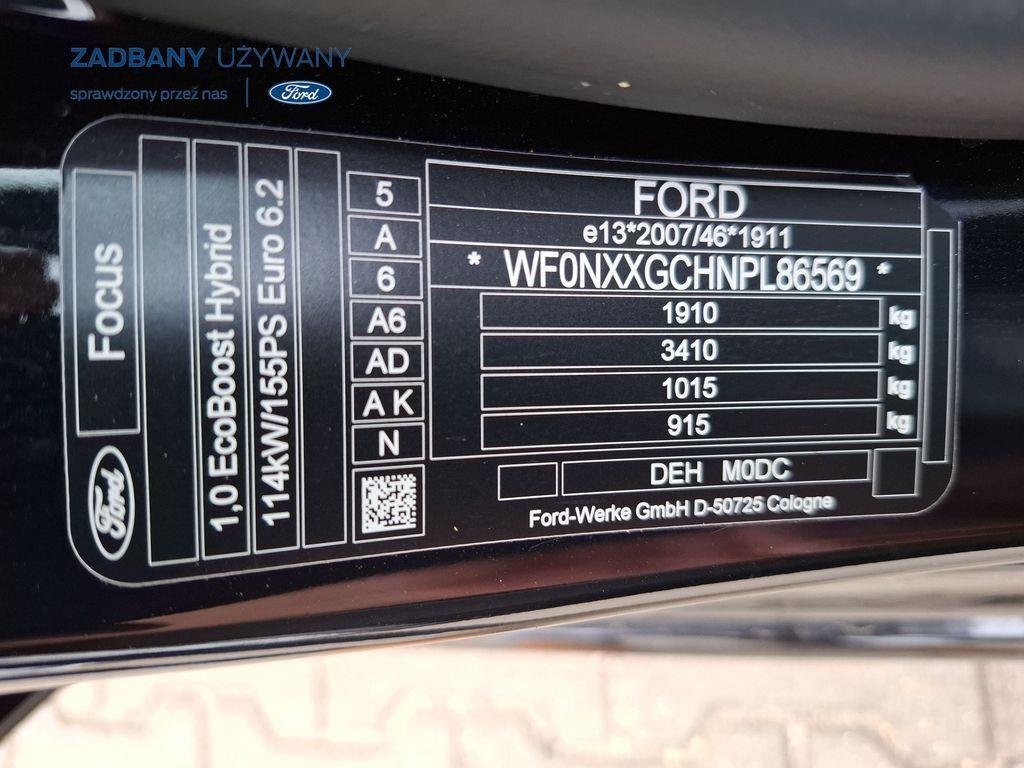 ZADBANY UŻYWANY
sprawdzony przez nas
Ford
Focus
Ford
1,0 EcoBoost Hybrid
114kW/155PS Euro 6.2
5
A
6
A6
AD
A K
N
FORD
e13*2007/46*1911
* WF0NXXGCHNPL86569 *
1910 kg
3410 kg
1015 kg
915 kg
DEH M0DC
Ford-Werke GmbH D-50725 Cologne